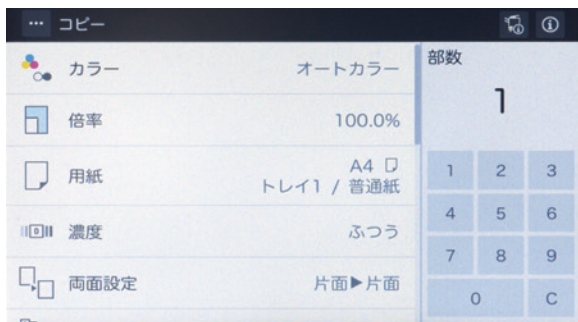 コピー
カラー
オートカラー
倍率
100.0%
用紙
A4
トレイ1 / 普通紙
濃度
ふつう
両面設定
片面▶片面
部数
1
1 2 3
4 5 6
7 8 9
0 C